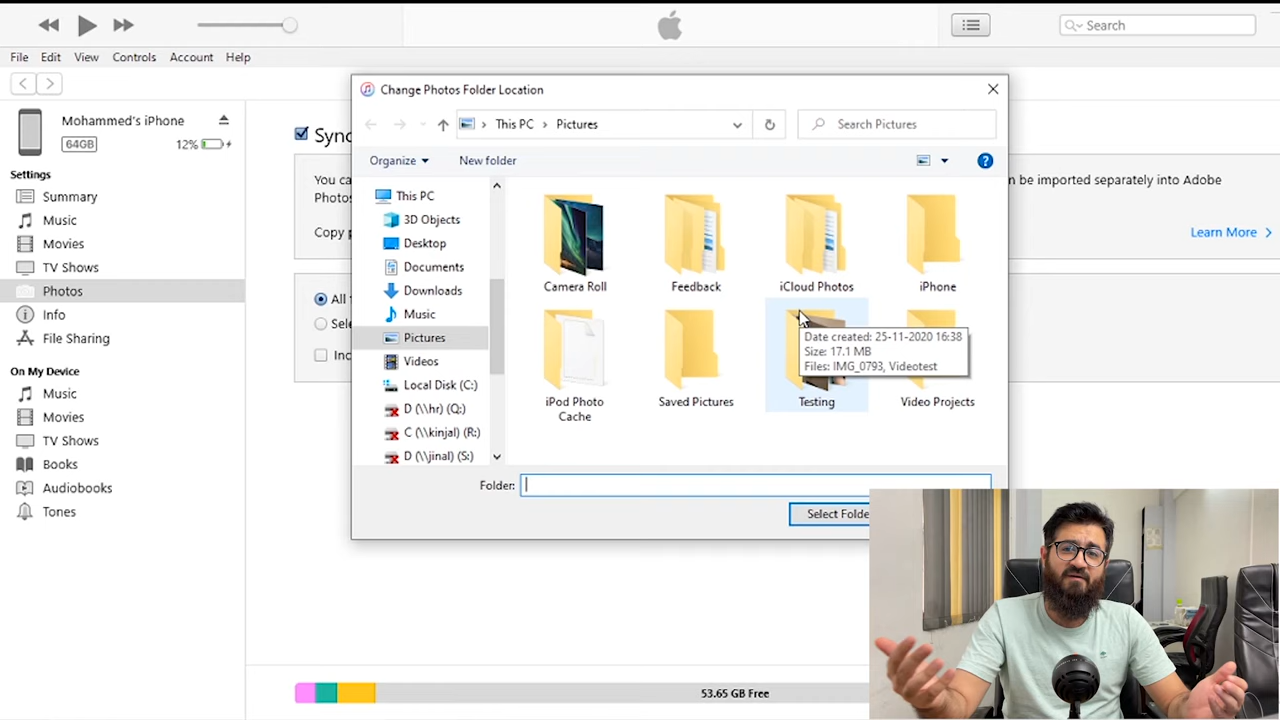 Search
File Edit View Controls Account Help
Change Photos Folder Location
Mohammed's iPhone
64GB
12%
Sync
This PC > Pictures
Search Pictures
Organize New folder
Settings
Summary
Music
Movies
TV Shows
Photos
Info
File Sharing
On My Device
Music
Movies
TV Shows
Books
Audiobooks
Tones
You ca
n be imported separately into Adobe
Photos
Copy p
Learn More >
All
Sele
Inc
This PC
3D Objects
Desktop
Documents
Downloads
Music
Pictures
Videos
Local Disk (C:)
D (\\hr) (Q:)
C (\\kinjal) (R:)
D (\\jinal) (S:)
Camera Roll
Feedback
iCloud Photos
iPhone
iPod Photo
Cache
Saved Pictures
Testing
Video Projects
Date created: 25-11-2020 16:38
Size: 17.1 MB
Files: IMG_0793, Videotest
Folder:
Select Folde
53.65 GB Free